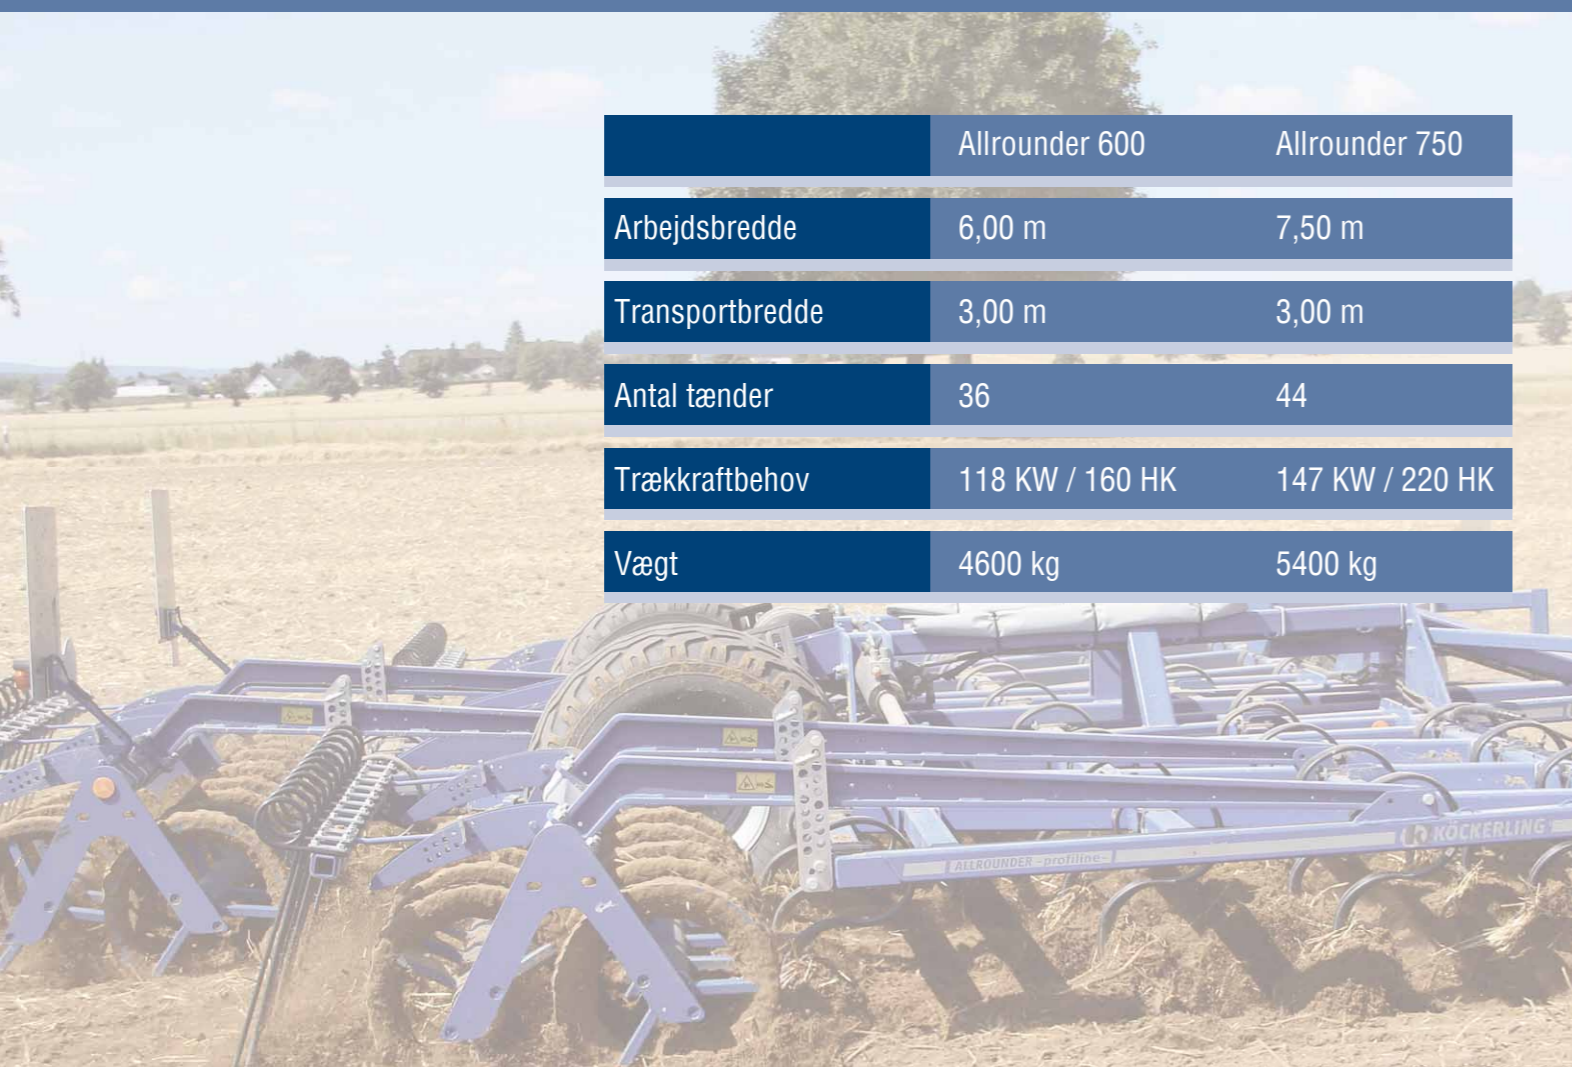 Allrounder 600 Allrounder 750
Arbejdsbredde 6,00 m 7,50 m
Transportbredde 3,00 m 3,00 m
Antal tænder 36 44
Trækkraftbehov 118 KW / 160 HK 147 KW / 220 HK
Vægt 4600 kg 5400 kg
KÖCKERLING
ALLROUNDER -profiline-